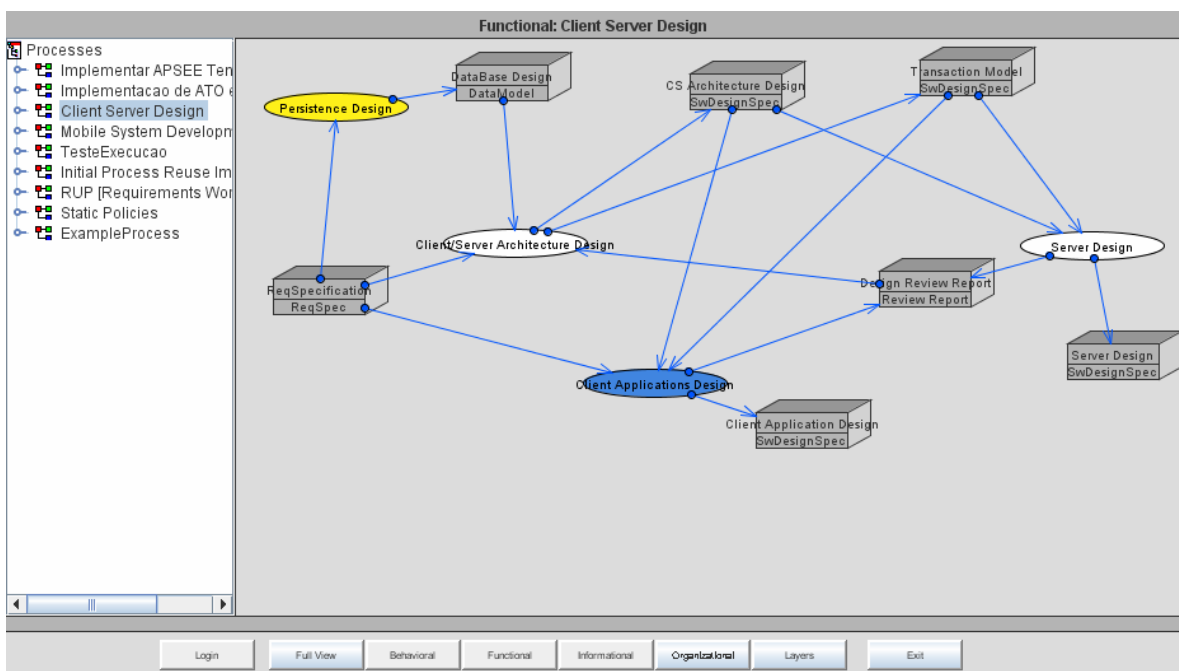 Functional: Client Server Design
Processes
Implementar APSEE Ten
Implementacao de ATO e
Client Server Design
Mobile System Developm
TesteExecucao
Initial Process Reuse Im
RUP [Requirements Wor
Static Policies
ExampleProcess
DataBase Design
DataModel
Persistence Design
CS Architecture Design
SwDesignSpec
Transaction Model
SwDesignSpec
Client/Server Architecture Design
Server Design
ReqSpecification
ReqSpec
Design Review Report
Review Report
Server Design
SwDesignSpec
Client Applications Design
Client Application Design
SwDesignSpec
Login
Full View
Behavioral
Functional
Informational
Organizational
Layers
Exit